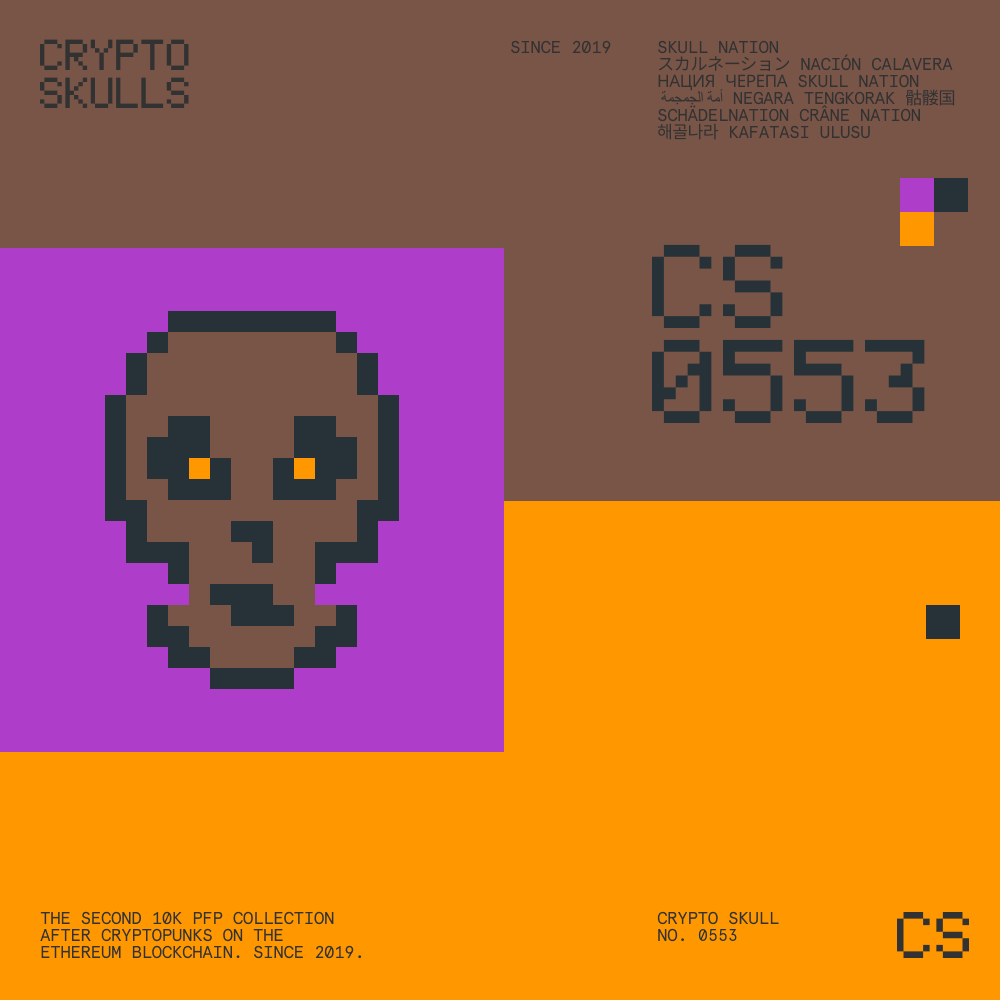 CRYPTO
SKULLS
SINCE 2019
SKULL NATION
スカルネーション NACIÓN CALAVERA
НАЦИЯ ЧЕРЕПА SKULL NATION
أمة الجمجمة NEGARA TENGKORAK 骷髅国
SCHÄDELNATION CRÂNE NATION
해골나라 KAFATASI ULUSU
CS
0553
THE SECOND 10K PFP COLLECTION
AFTER CRYPTOPUNKS ON THE
ETHEREUM BLOCKCHAIN. SINCE 2019.
CRYPTO SKULL
NO. 0553
CS